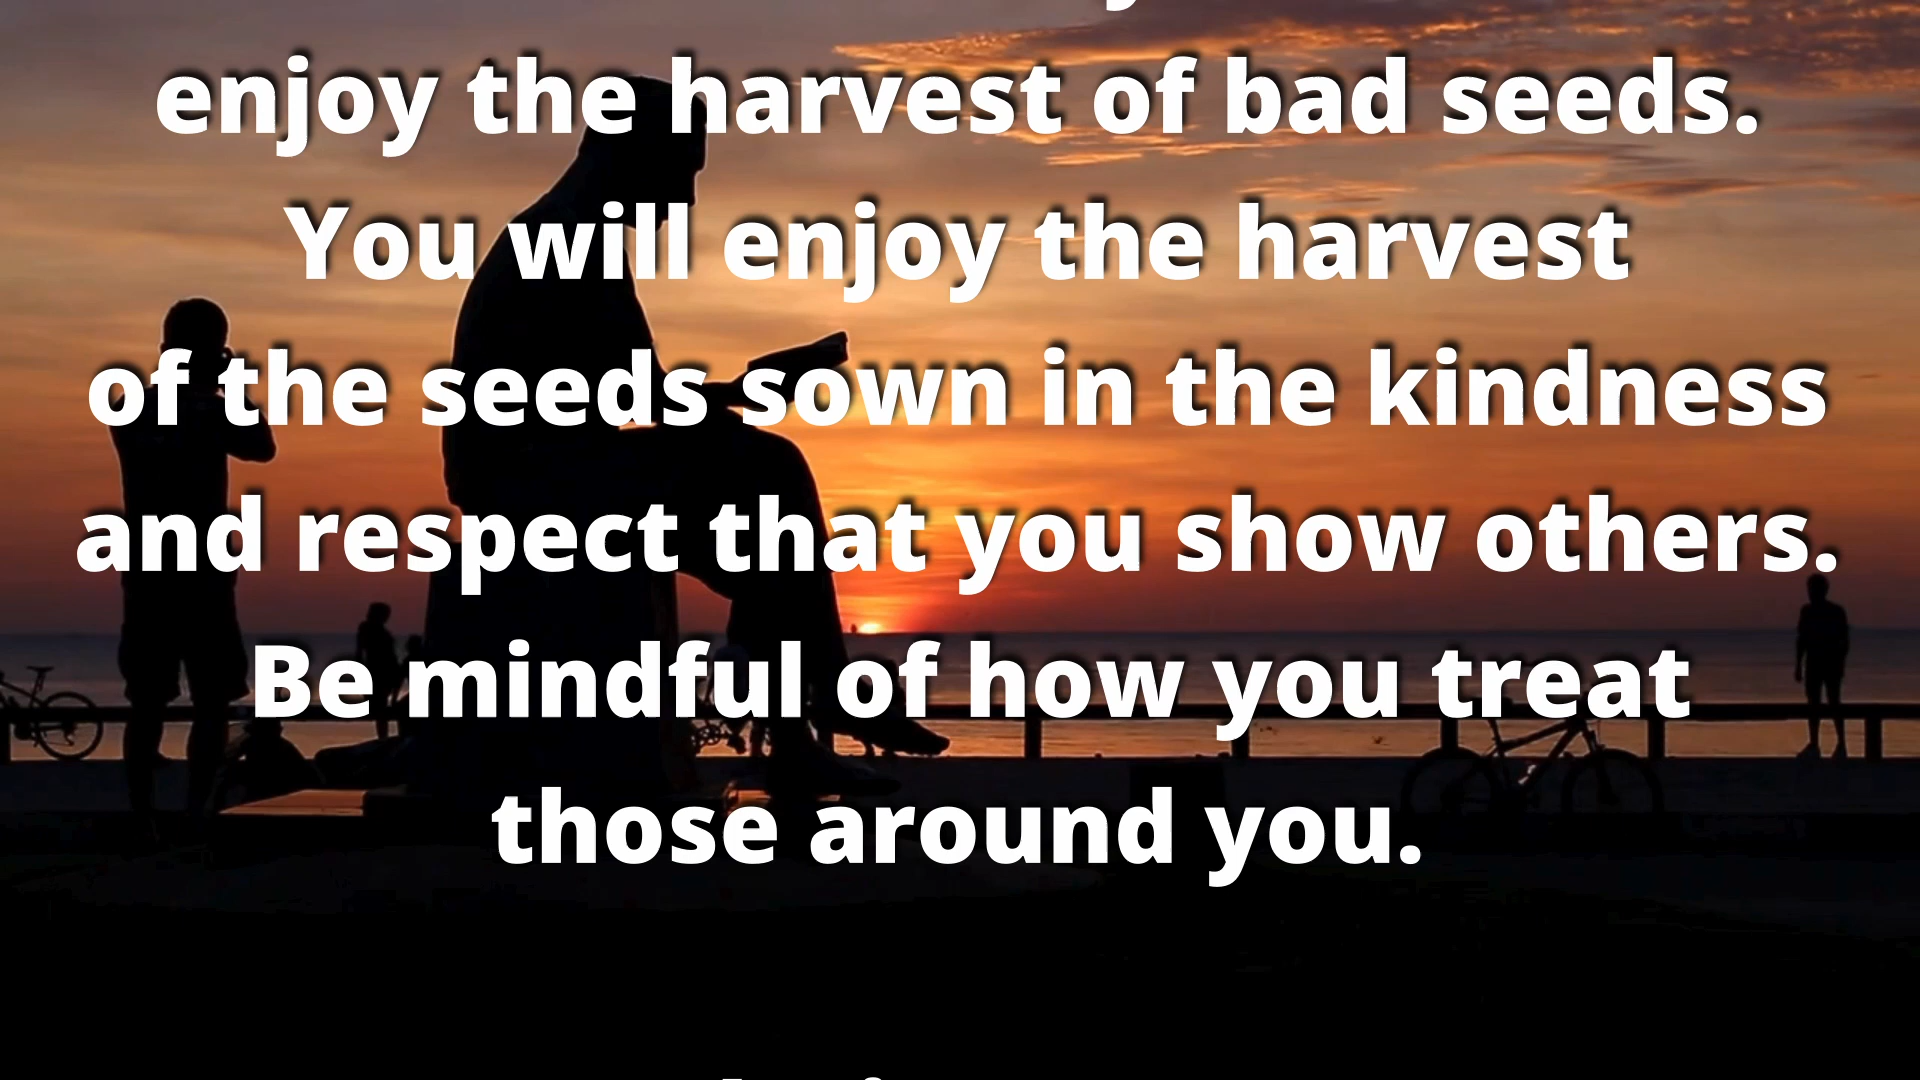 enjoy the harvest of bad seeds.
You will enjoy the harvest
of the seeds sown in the kindness
and respect that you show others.
Be mindful of how you treat
those around you.